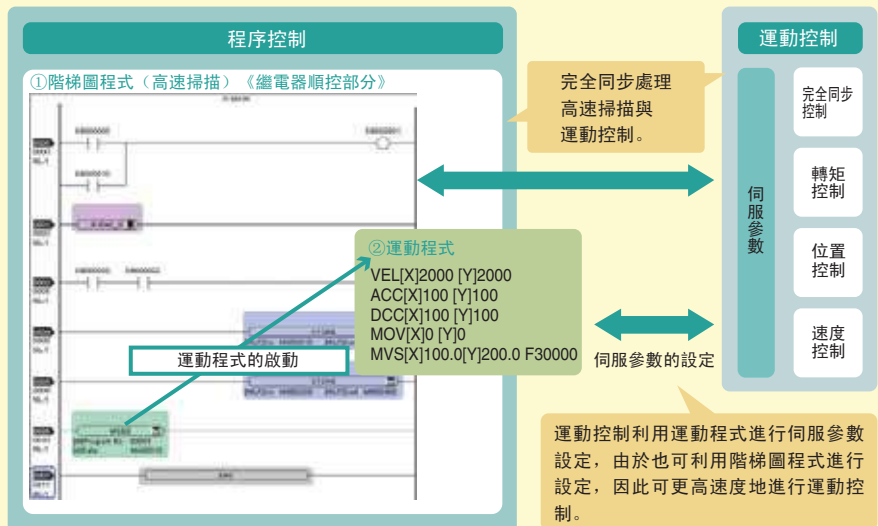 程序控制
①階梯圖程式（高速掃描）《繼電器順控部分》
運動程式的啟動
②運動程式
VEL[X]2000 [Y]2000
ACC[X]100 [Y]100
DCC[X]100 [Y]100
MOV[X]0 [Y]0
MVS[X]100.0[Y]200.0 F30000
完全同步處理
高速掃描與
運動控制。
伺服參數的設定
運動控制
伺服參數
完全同步
控制
轉矩
控制
位置
控制
速度
控制
運動控制利用運動程式進行伺服參數
設定，由於也可利用階梯圖程式進行
設定，因此可更高速度地進行運動控
制。